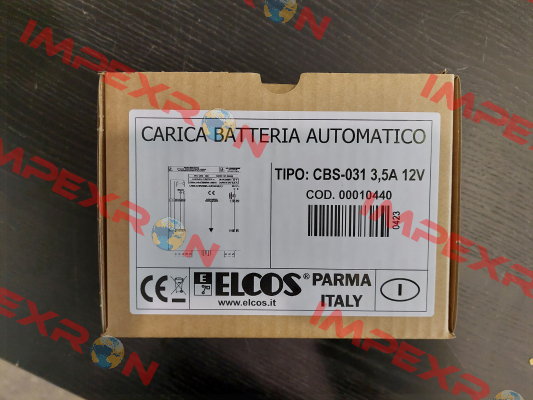 IMPEXRON
CARICA BATTERIA AUTOMATICO
TIPO: CBS-031 3,5A 12V
COD. 00010440
0423
CE
E
ELCOS® PARMA
ITALY
www.elcos.it
I
IMPEXRON
IMPEXRON